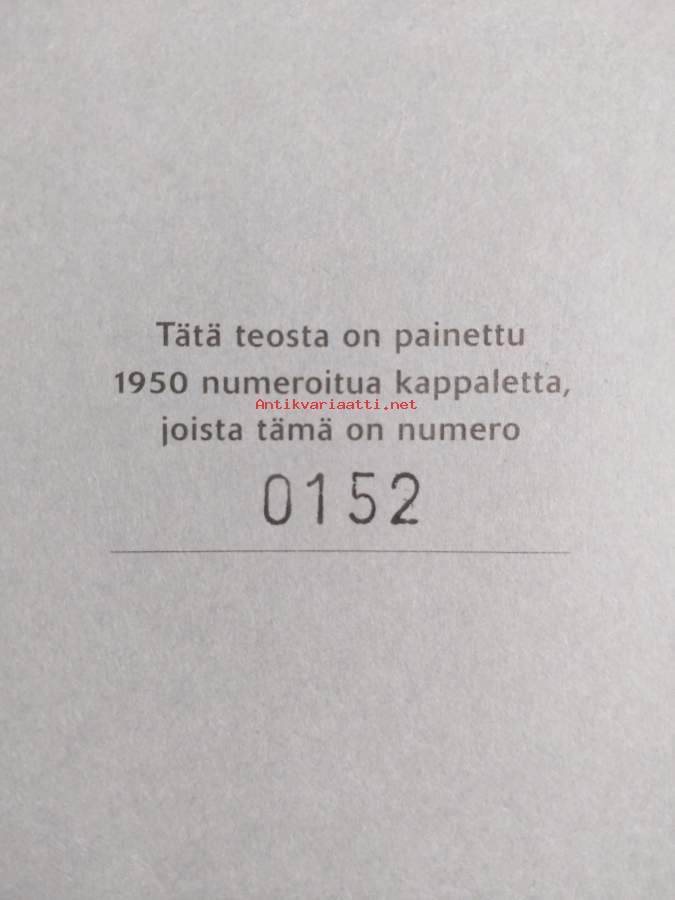 Tätä teosta on painettu
1950 numeroitua kappaletta,
Antikvariaatti.net
joista tämä on numero
0152